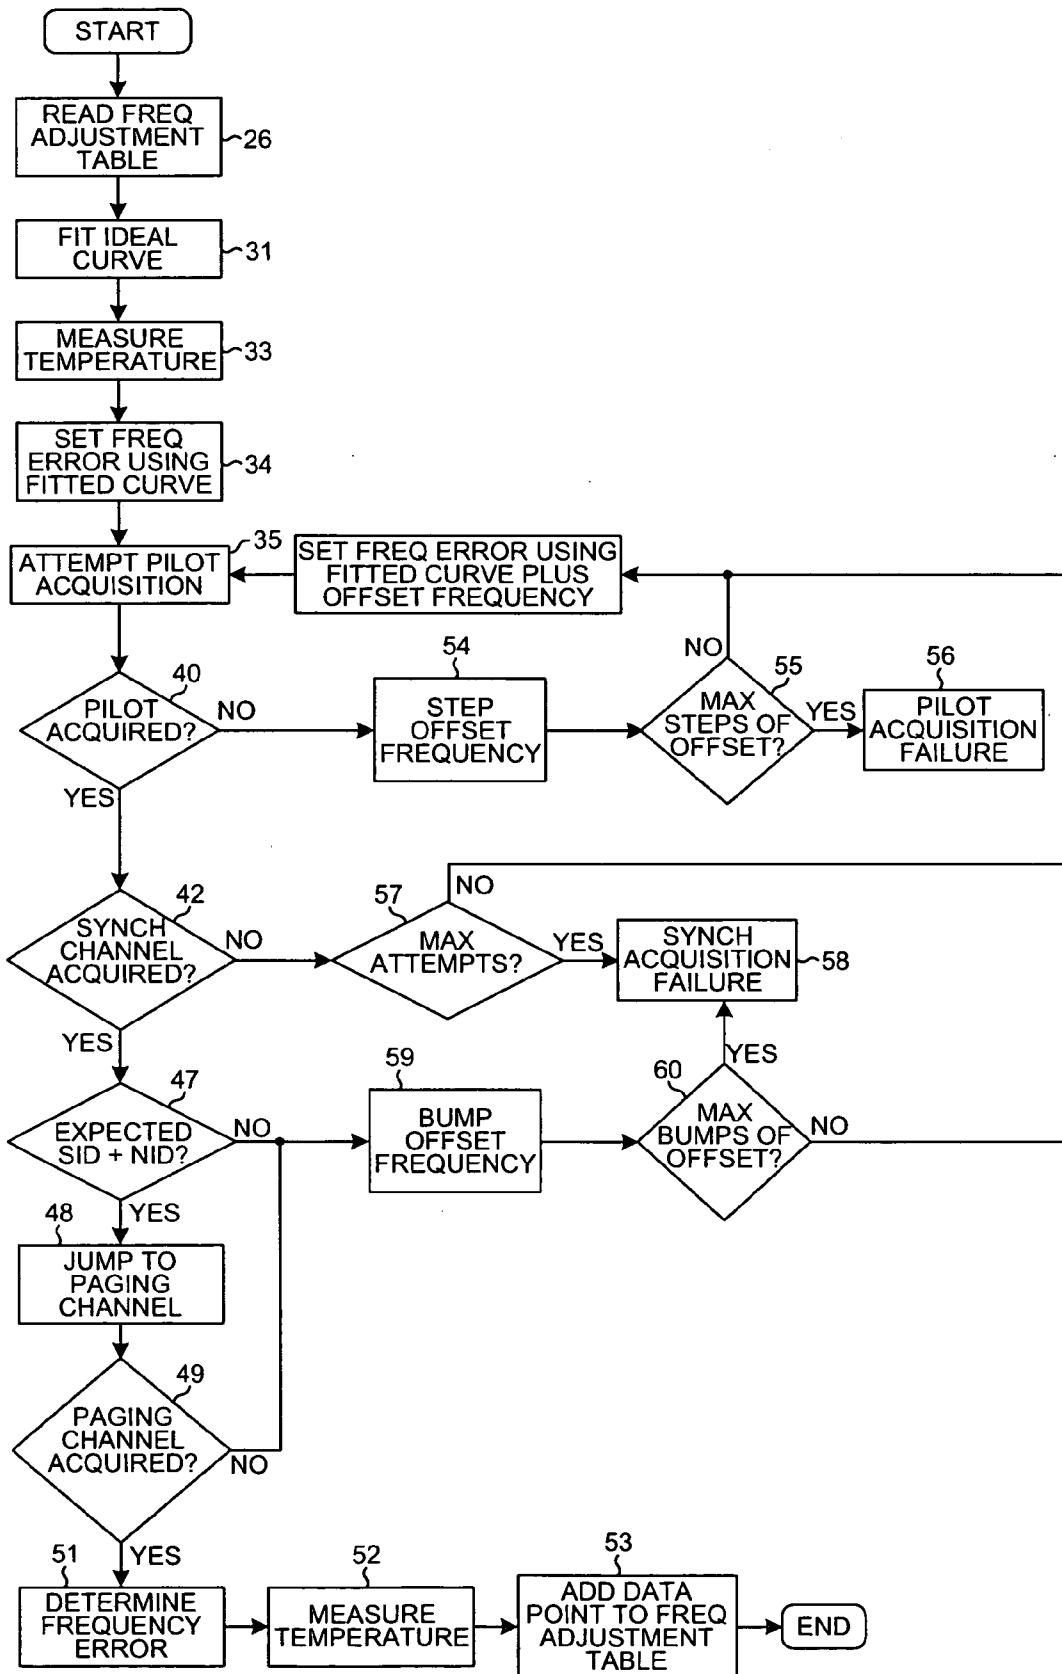 START
READ FREQ
ADJUSTMENT
TABLE
26
FIT IDEAL
CURVE
31
MEASURE
TEMPERATURE
33
SET FREQ
ERROR USING
FITTED CURVE
34
ATTEMPT PILOT
ACQUISITION
35
SET FREQ ERROR USING
FITTED CURVE PLUS
OFFSET FREQUENCY
PILOT
ACQUIRED?
40
NO
YES
STEP
OFFSET
FREQUENCY
54
MAX
STEPS OF
OFFSET?
55
NO
YES
PILOT
ACQUISITION
FAILURE
56
SYNCH
CHANNEL
ACQUIRED?
42
NO
YES
MAX
ATTEMPTS?
57
NO
YES
SYNCH
ACQUISITION
FAILURE
58
EXPECTED
SID + NID?
47
NO
YES
BUMP
OFFSET
FREQUENCY
59
MAX
BUMPS OF
OFFSET?
60
YES
NO
JUMP TO
PAGING
CHANNEL
48
PAGING
CHANNEL
ACQUIRED?
49
NO
YES
DETERMINE
FREQUENCY
ERROR
51
MEASURE
TEMPERATURE
52
ADD DATA
POINT TO FREQ
ADJUSTMENT
TABLE
53
END